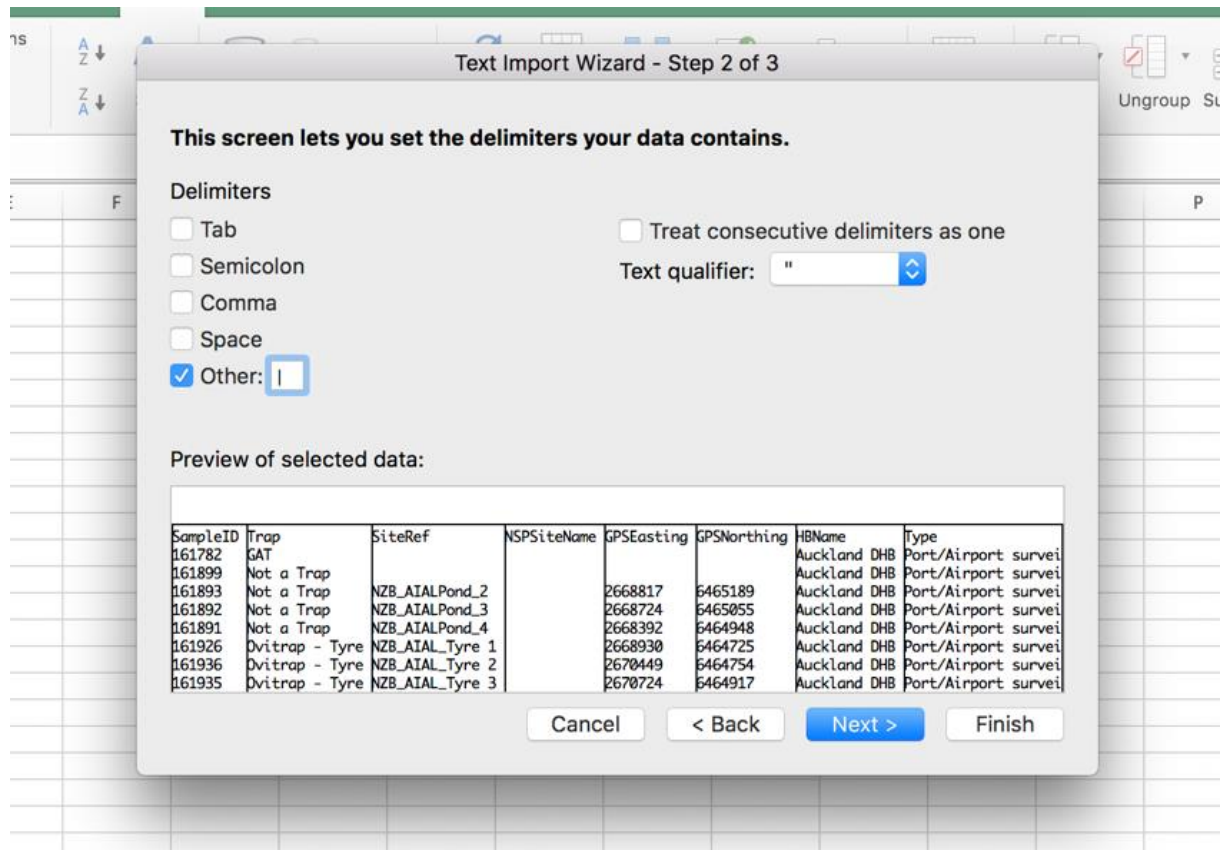 ns
A
Z
Z
A
Ungroup
Text Import Wizard - Step 2 of 3
This screen lets you set the delimiters your data contains.
F
P
Delimiters
Tab
Semicolon
Comma
Space
Other: |
Treat consecutive delimiters as one
Text qualifier: "
Preview of selected data:
SampleID Trap SiteRef NSPSiteName GPSEasting GPSNorthing HBName Type
161782 GAT Auckland DHB Port/Airport survei
161899 Not a Trap Auckland DHB Port/Airport survei
161893 Not a Trap NZB_AIALPond_2 2668817 6465189 Auckland DHB Port/Airport survei
161892 Not a Trap NZB_AIALPond_3 2668724 6465055 Auckland DHB Port/Airport survei
161891 Not a Trap NZB_AIALPond_4 2668392 6464948 Auckland DHB Port/Airport survei
161926 Ovitrap - Tyre NZB_AIAL_Tyre 1 2668930 6464725 Auckland DHB Port/Airport survei
161936 Ovitrap - Tyre NZB_AIAL_Tyre 2 2670449 6464754 Auckland DHB Port/Airport survei
161935 Ovitrap - Tyre NZB_AIAL_Tyre 3 2670724 6464917 Auckland DHB Port/Airport survei
Cancel < Back Next > Finish